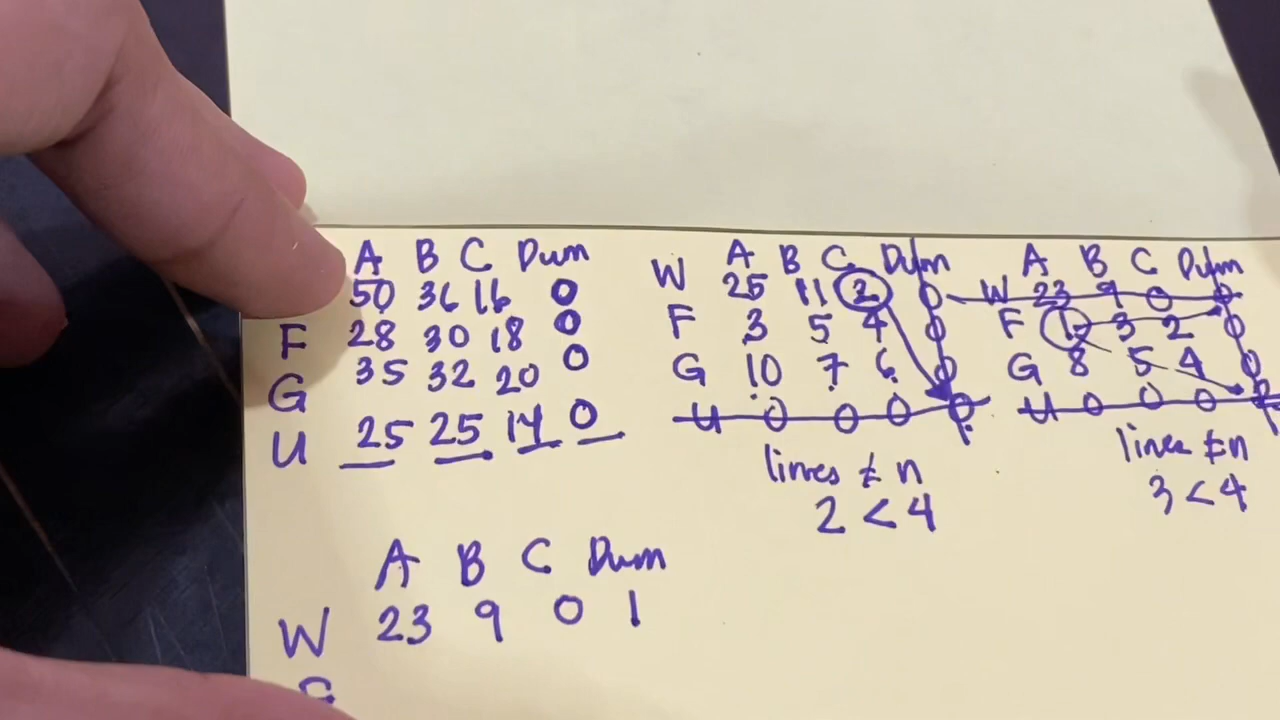 A B C Dum
50 36 16 0
F 28 30 18 0
G 35 32 20 0
U 25 25 14 0
A B C Dum
W 25 11 2 0
F 3 5 4 0
G 10 7 6 0
U 0 0 0 0
lines ≠ n
2 < 4
A B C Dum
W 23 9 0 0
F 1 3 2 0
G 8 5 4 0
U 0 0 0
lines ≠ n
3 < 4
A B C Dum
W 23 9 0 1